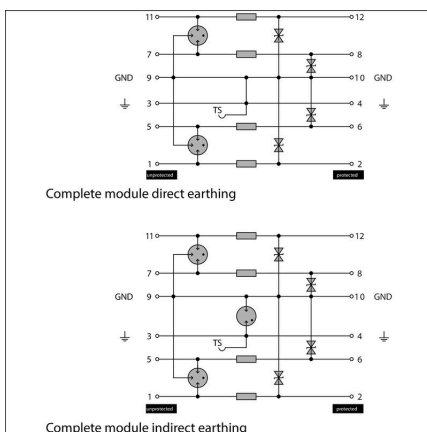 11 12
7 8
GND 9 10 GND
3 4
TS
5 6
1 2
unprotected protected
Complete module direct earthing
11 12
7 8
GND 9 10 GND
3 4
TS
5 6
1 2
unprotected protected
Complete module indirect earthing